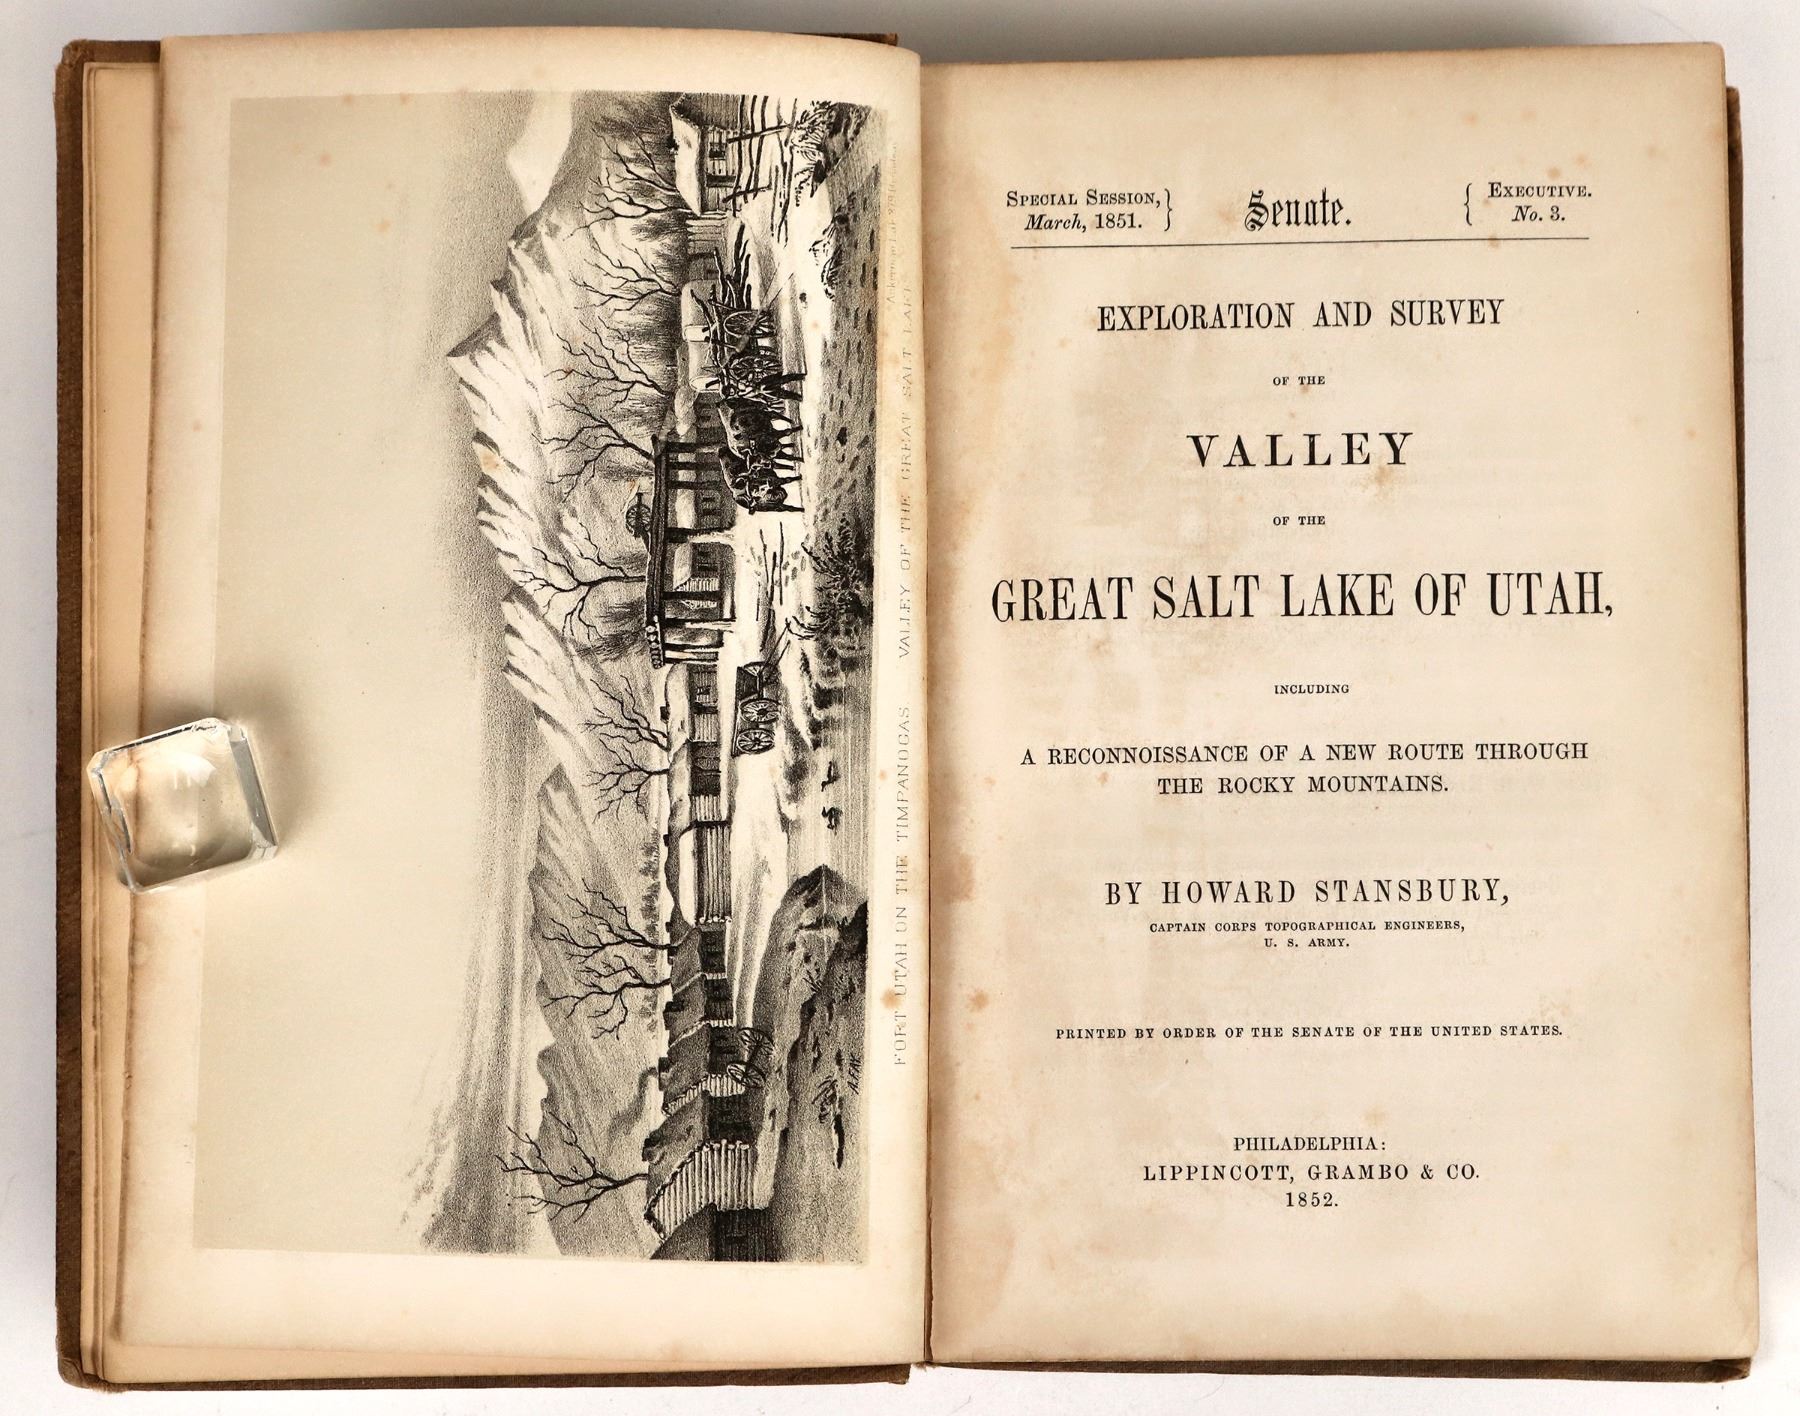 FORT UTAH ON THE TIMPANOGAS. VALLEY OF THE GREAT SALT LAKE
A.FAY
SPECIAL SESSION, } Senate. { EXECUTIVE.
March, 1851. No. 3.
EXPLORATION AND SURVEY
OF THE
VALLEY
OF THE
GREAT SALT LAKE OF UTAH,
INCLUDING
A RECONNOISSANCE OF A NEW ROUTE THROUGH
THE ROCKY MOUNTAINS.
BY HOWARD STANSBURY,
CAPTAIN CORPS TOPOGRAPHICAL ENGINEERS,
U. S. ARMY.
PRINTED BY ORDER OF THE SENATE OF THE UNITED STATES.
PHILADELPHIA:
LIPPINCOTT, GRAMBO & CO.
1852.